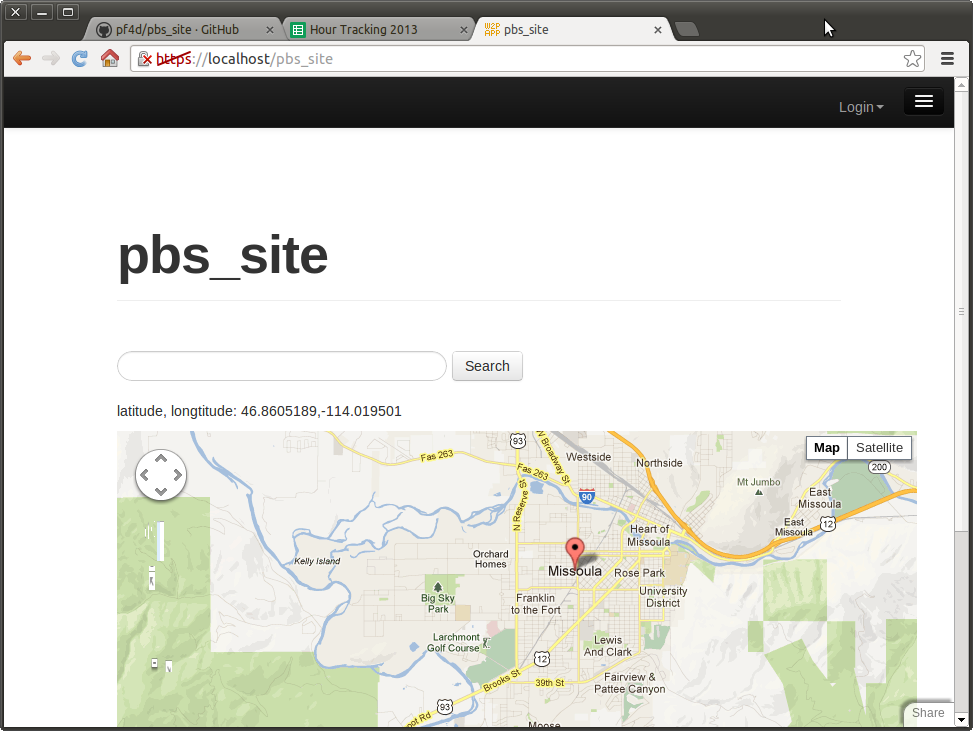 pf4d/pbs_site · GitHub
Hour Tracking 2013
W2P APP
pbs_site
https://localhost/pbs_site
Login
pbs_site
Search
latitude, longtitude: 46.8605189,-114.019501
Map
Satellite
93
N Broadway St
Westside
Northside
Fas 263
Fas 263
200
Mt Jumbo
East
Missoula
90
N Reserve St
12
East
Missoula
Heart of
Missoula
Kelly Island
Orchard
Homes
Missoula
Rose Park
University
District
Big Sky
Park
Franklin
to the Fort
Larchmont
Golf Course
Lewis
And Clark
12
Brooks St
39th St
Fairview &
Pattee Canyon
93
oot Rd
Moose
Share